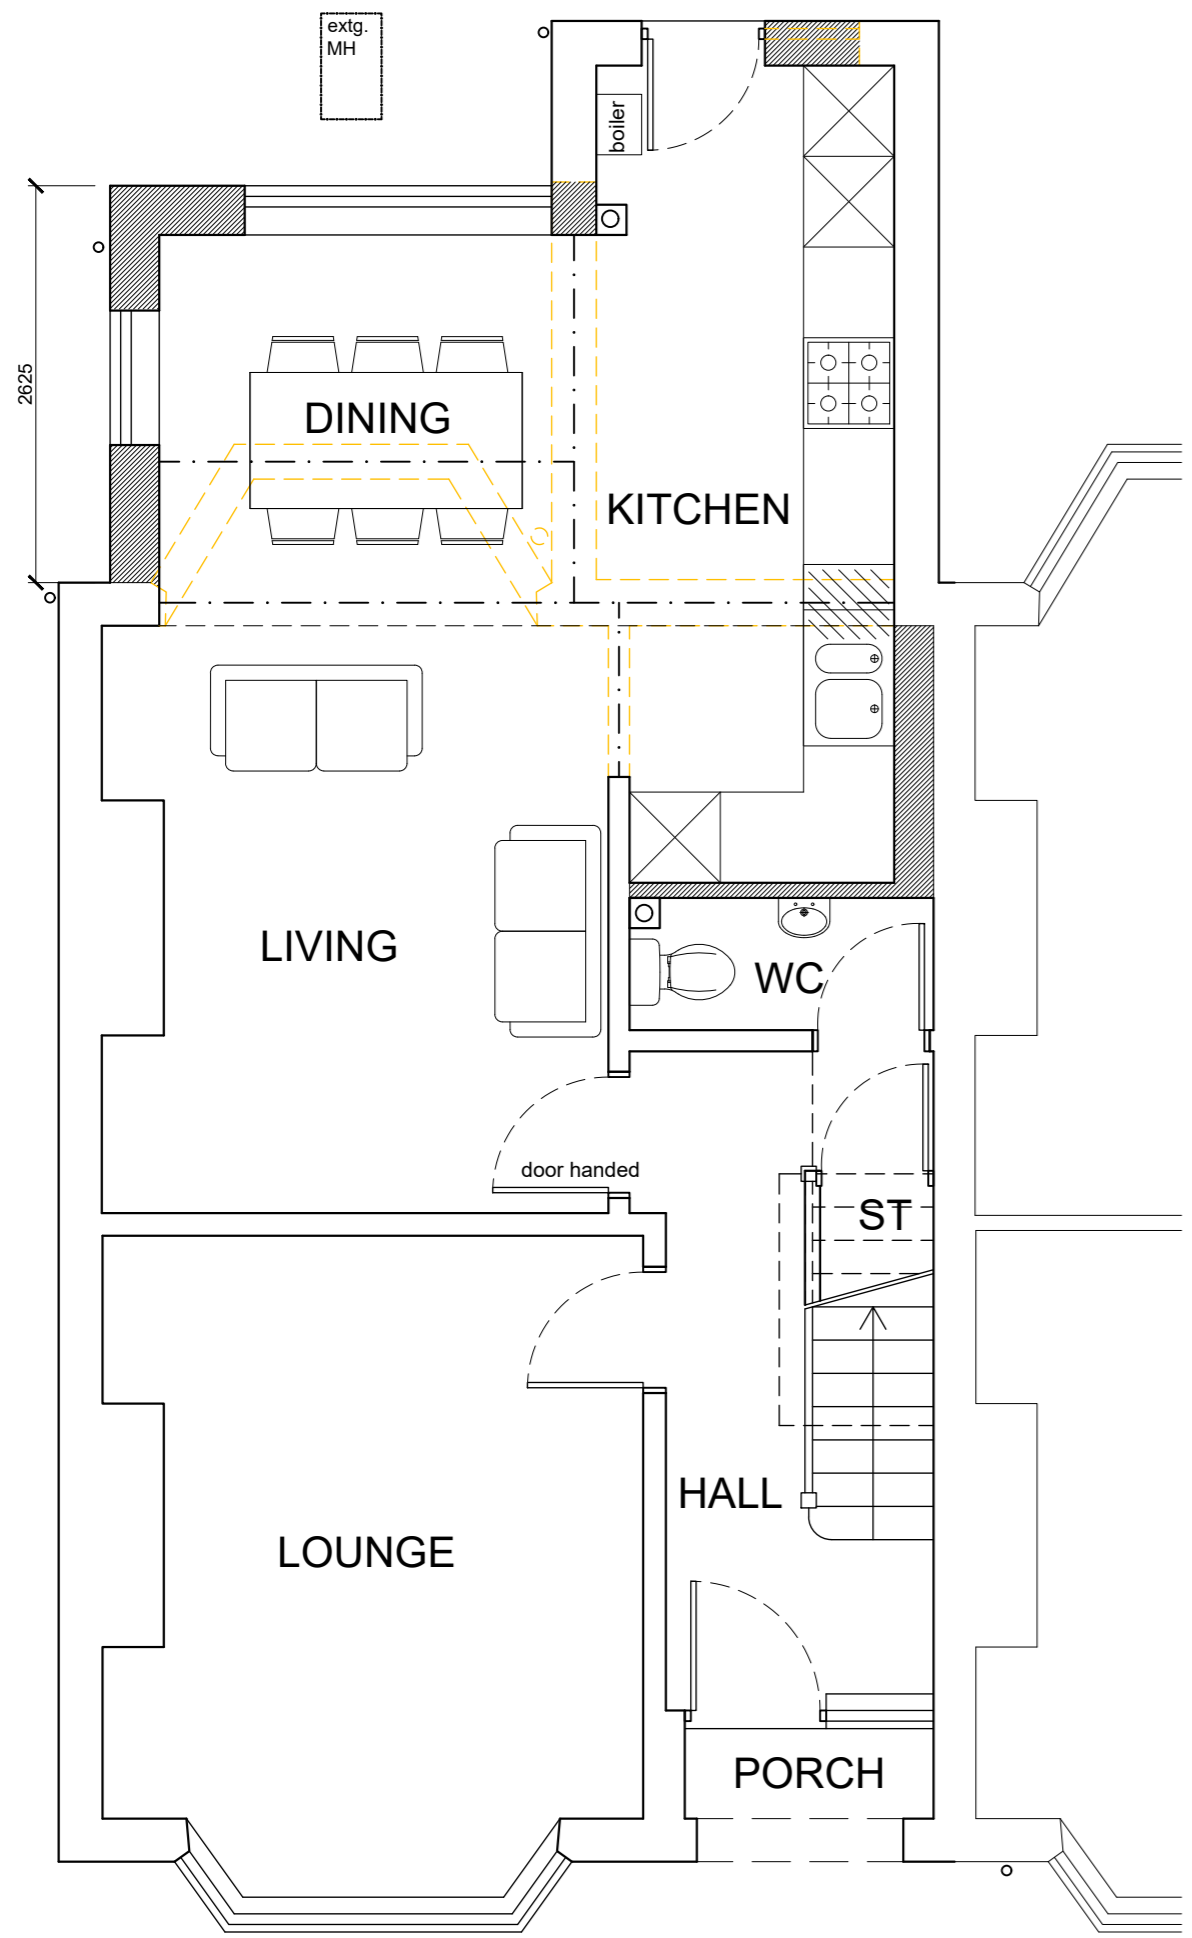 extg.
MH
boiler
2625
DINING
KITCHEN
LIVING
WC
door handed
ST
HALL
LOUNGE
PORCH